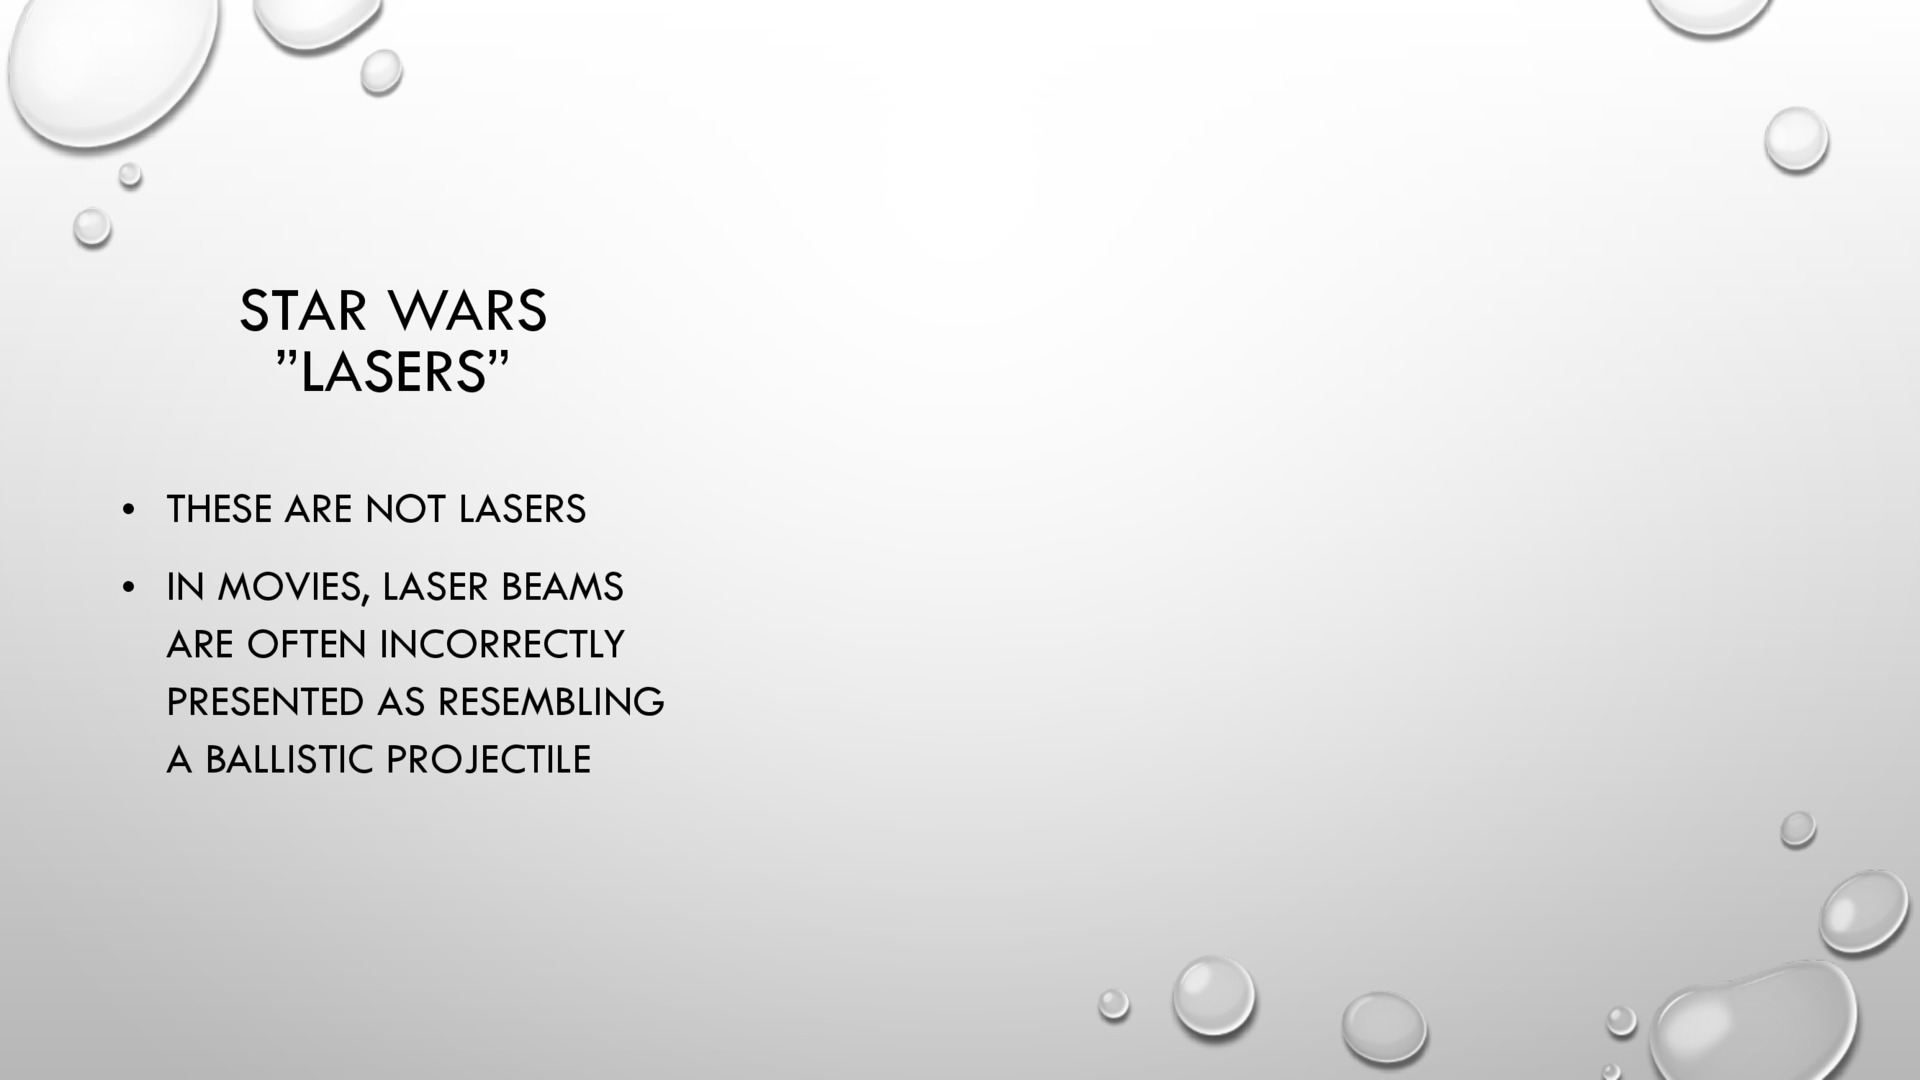 STAR WARS
”LASERS”
• THESE ARE NOT LASERS
• IN MOVIES, LASER BEAMS
ARE OFTEN INCORRECTLY
PRESENTED AS RESEMBLING
A BALLISTIC PROJECTILE